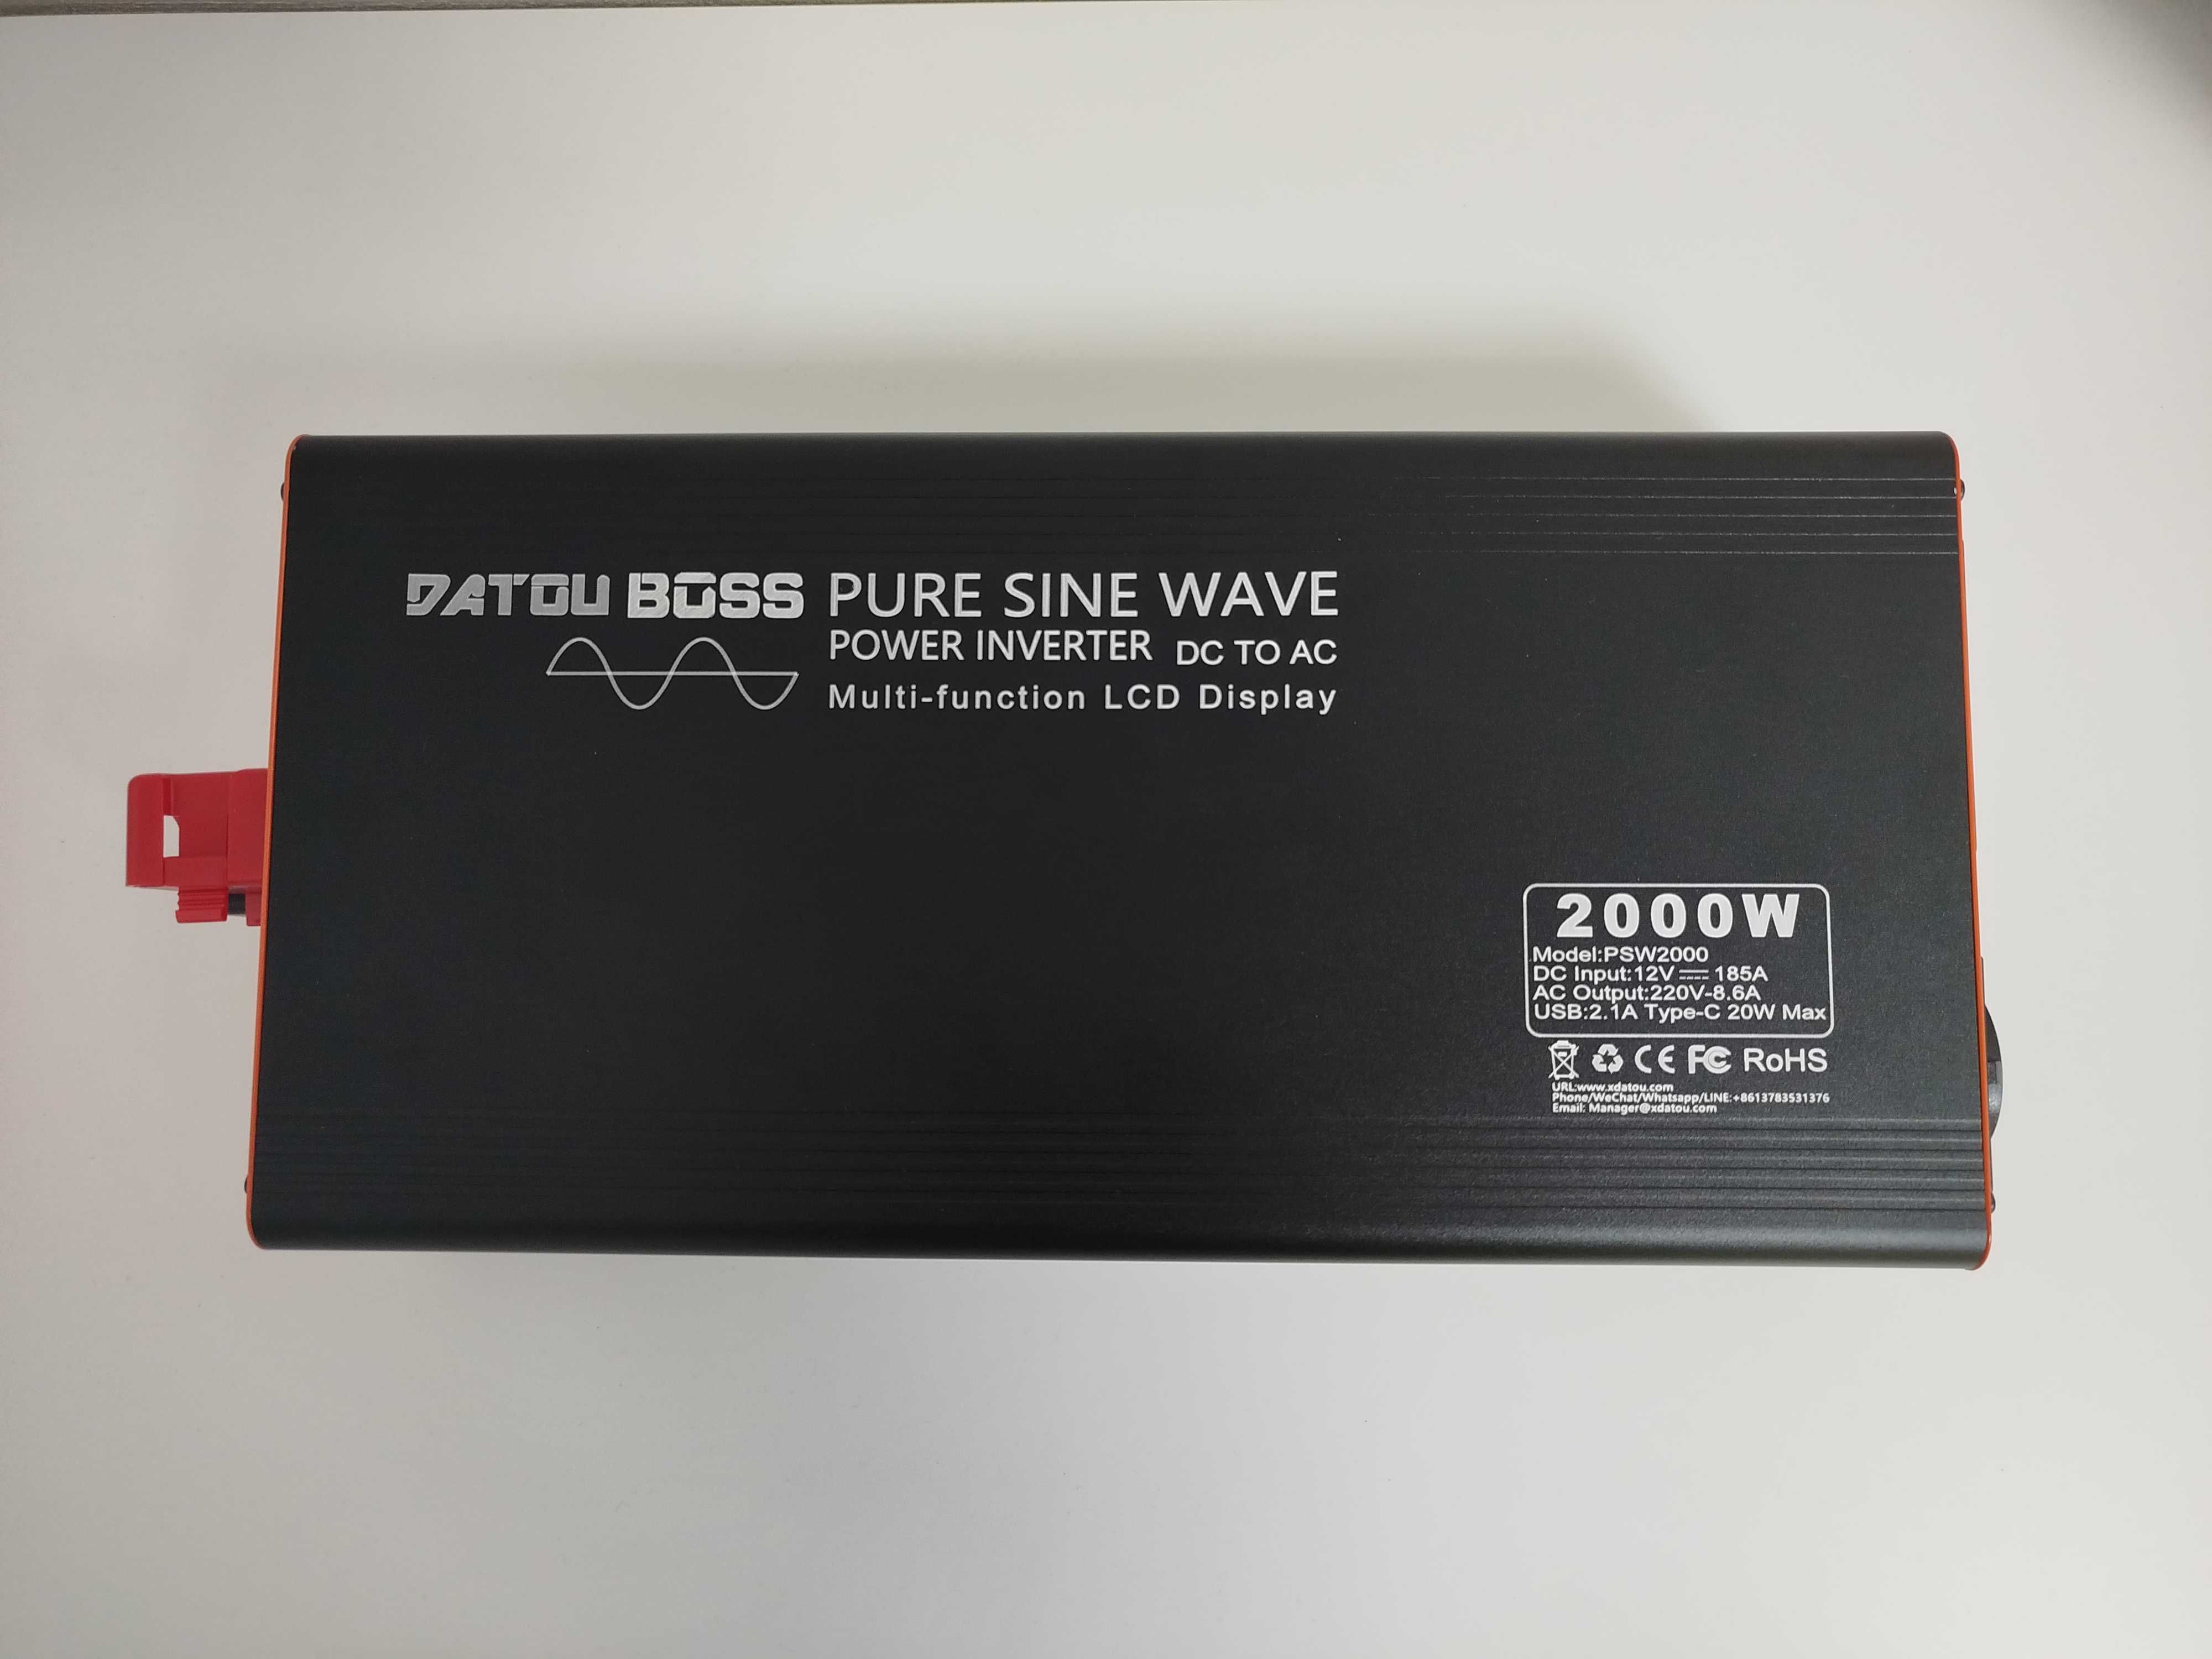 DATOU BOSS PURE SINE WAVE
POWER INVERTER DC TO AC
Multi-function LCD Display
2000W
Model:PSW2000
DC Input:12V⎓185A
AC Output:220V-8.6A
USB:2.1A Type-C 20W Max
CE FC RoHS
URL:www.xdatou.com
Phone/WeChat/Whatsapp/LINE:+8613783531376
Email: Manager@xdatou.com